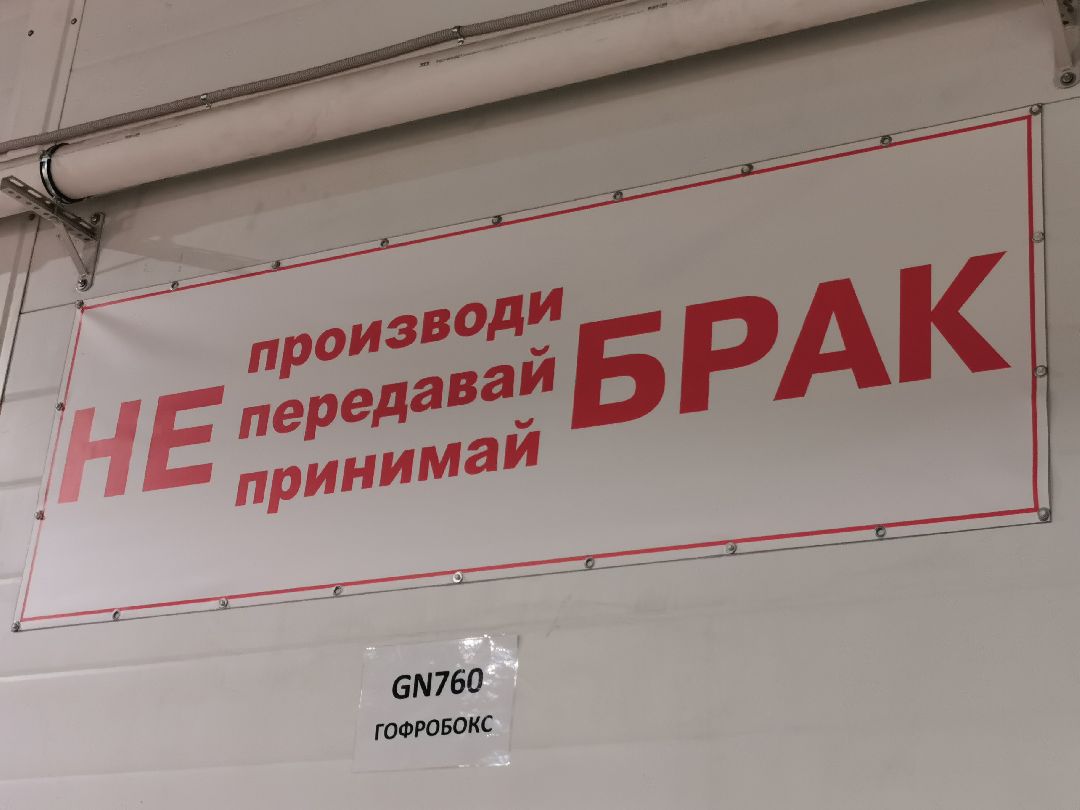 НЕ
производи
передавай
принимай
БРАК
GN760
ГОФРОБОКС